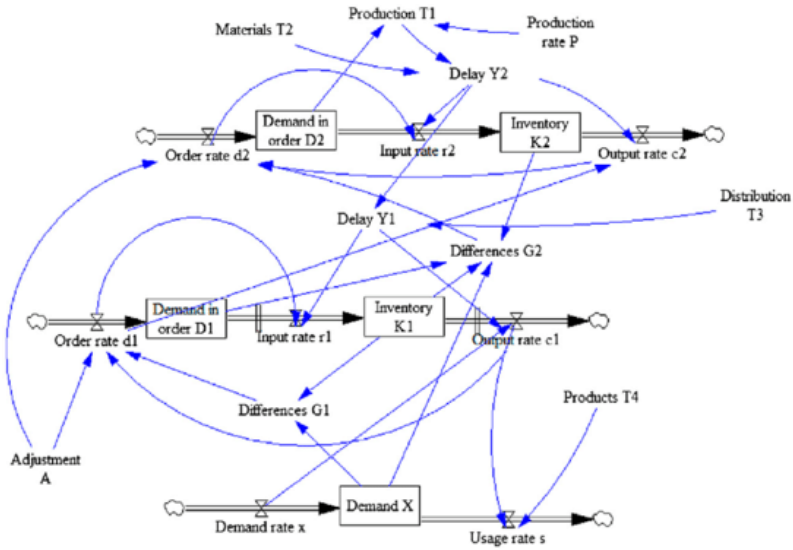 Production T1
Production
rate P
Materials T2
Delay Y2
Demand in
order D2
Inventory
K2
Order rate d2
Input rate r2
Output rate c2
Distribution
T3
Delay Y1
Differences G2
Demand in
order D1
Inventory
K1
Order rate d1
Input rate r1
Output rate c1
Differences G1
Products T4
Adjustment
A
Demand X
Demand rate x
Usage rate s